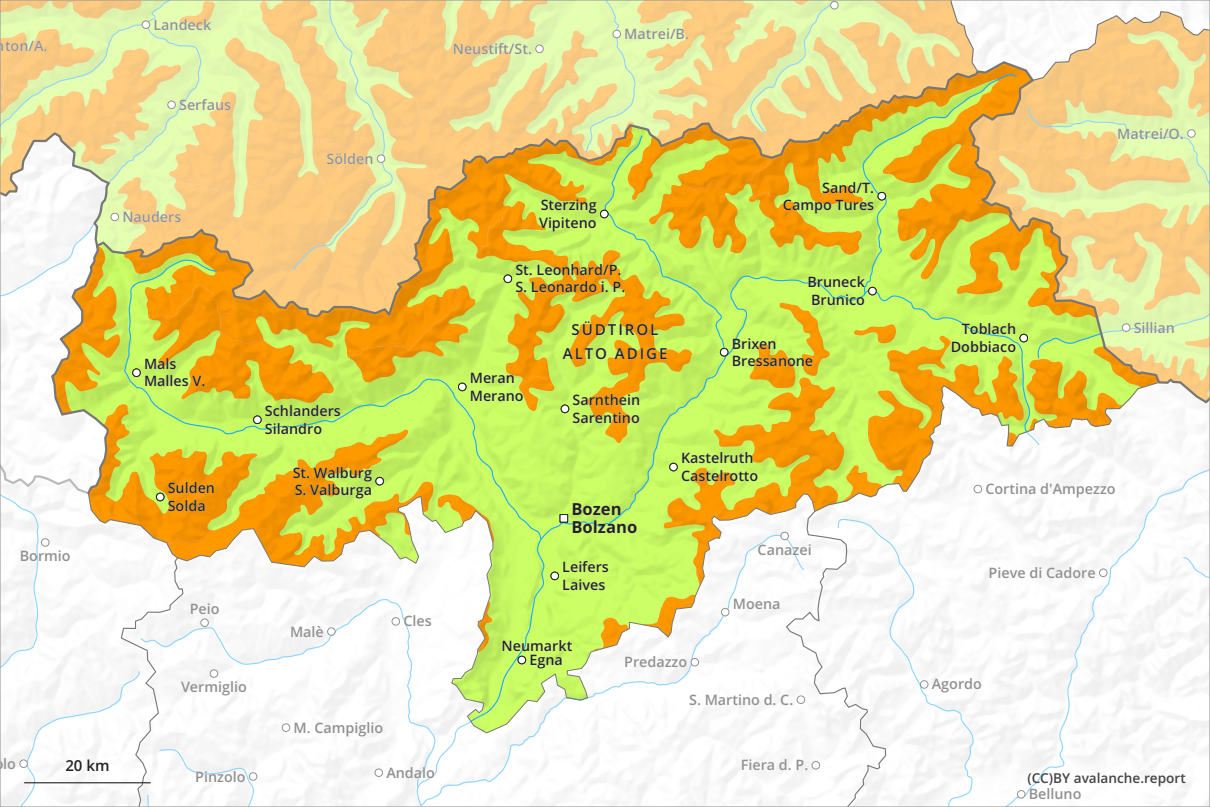 Landeck
Matrei/B.
Neustift/St.
Serfaus
Matrei/O.
Sölden
Sand/T.
Campo Tures
Sterzing
Vipiteno
Nauders
St. Leonhard/P.
S. Leonardo i. P.
Bruneck
Brunico
SÜDTIROL
ALTO ADIGE
Toblach
Dobbiaco
Sillian
Brixen
Bressanone
Mals
Malles V.
Meran
Merano
Sarnthein
Sarentino
Schlanders
Silandro
Kastelruth
Castelrotto
St. Walburg
S. Valburga
Sulden
Solda
Cortina d'Ampezzo
Bozen
Bolzano
Bormio
Canazei
Leifers
Laives
Pieve di Cadore
Peio
Moena
Cles
Malè
Neumarkt
Egna
Predazzo
Vermiglio
Agordo
S. Martino d. C.
M. Campiglio
20 km
Fiera d. P.
Pinzolo
Andalo
(CC)BY avalanche.report
Belluno